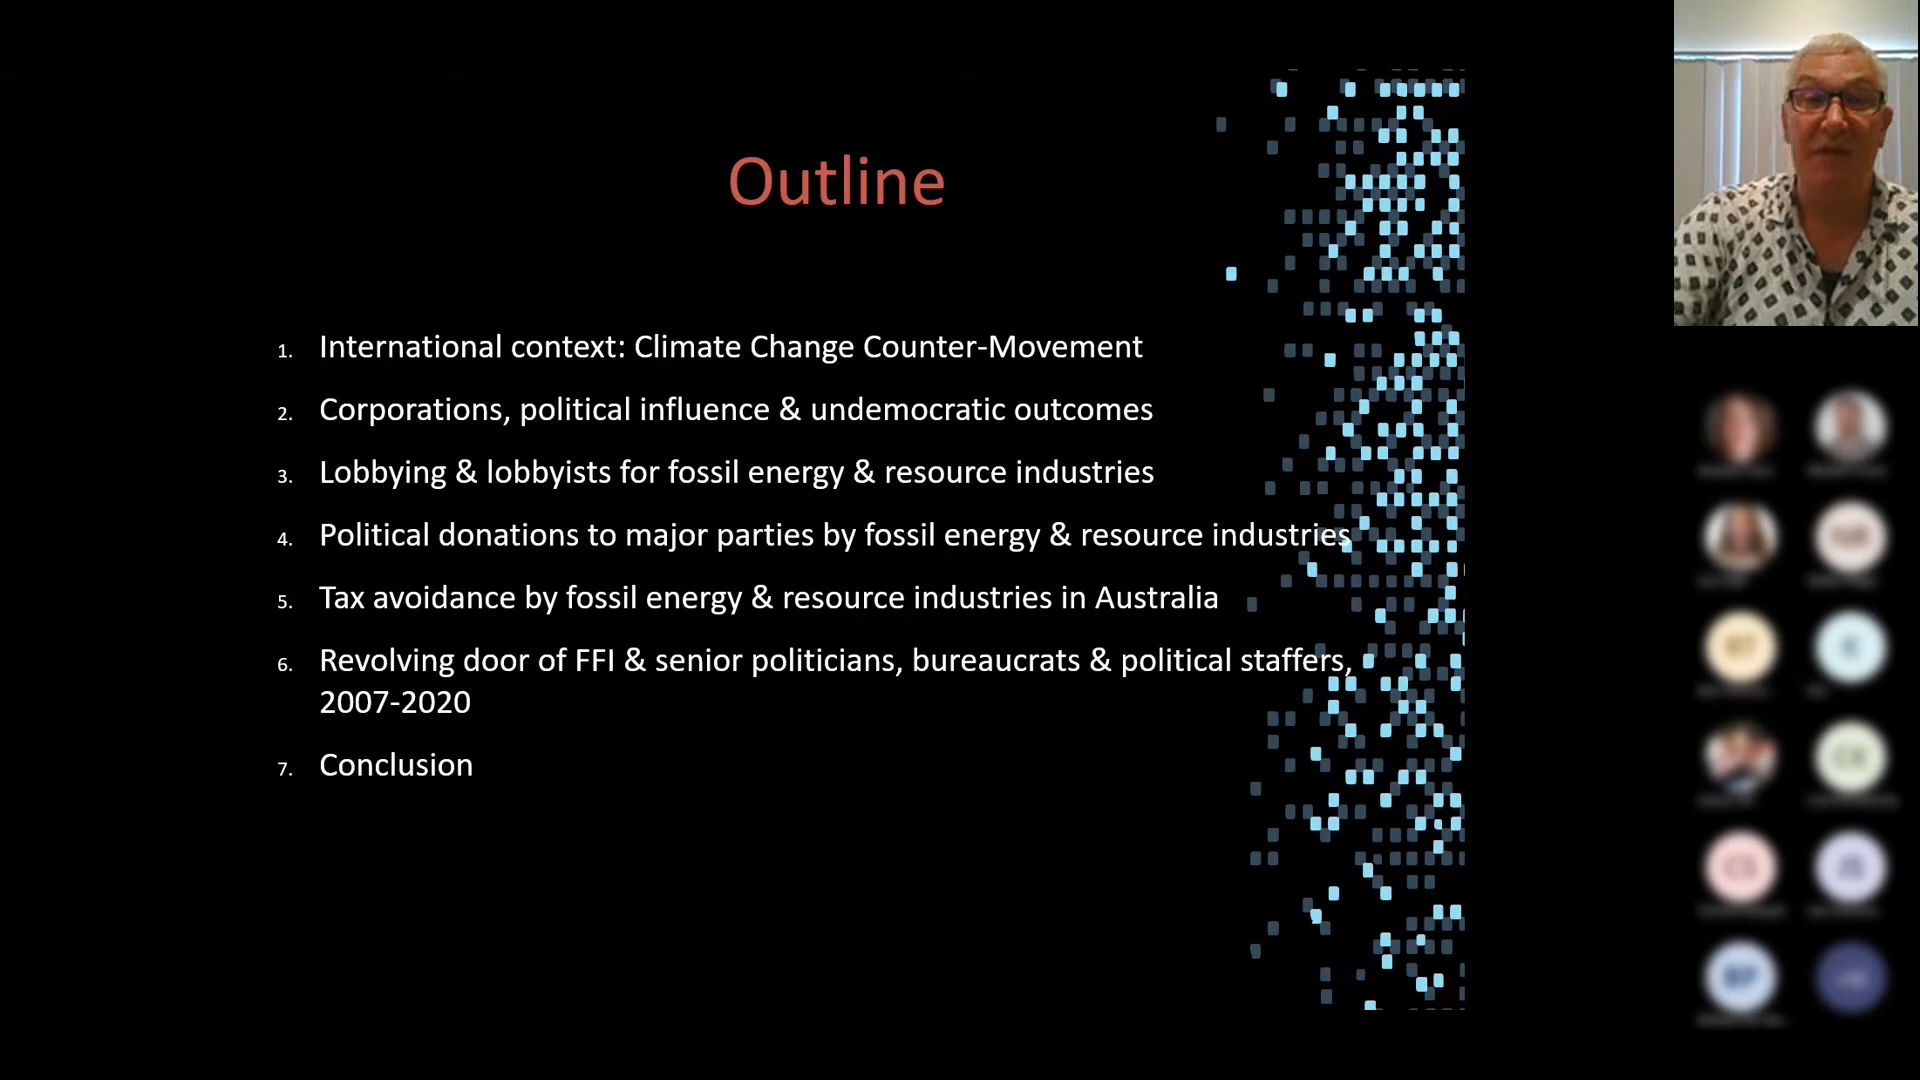 Outline
1. International context: Climate Change Counter-Movement
2. Corporations, political influence & undemocratic outcomes
3. Lobbying & lobbyists for fossil energy & resource industries
4. Political donations to major parties by fossil energy & resource industries
5. Tax avoidance by fossil energy & resource industries in Australia
6. Revolving door of FFI & senior politicians, bureaucrats & political staffers,
2007-2020
7. Conclusion